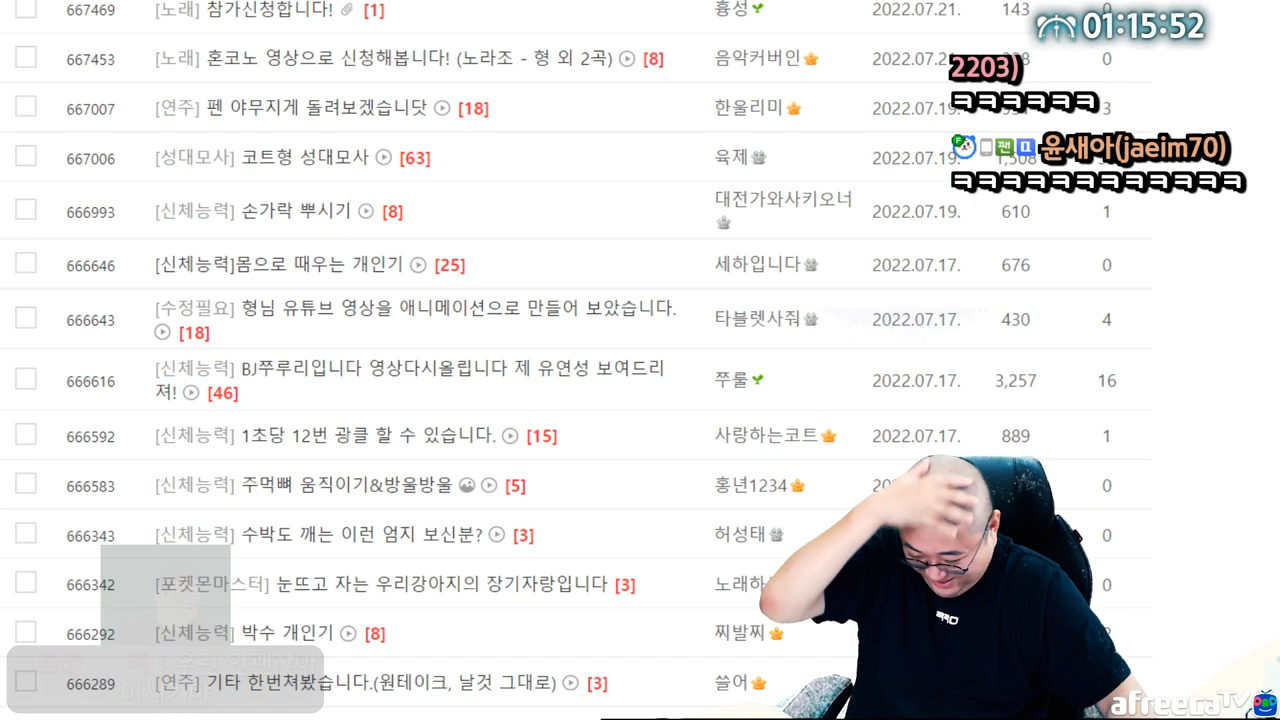 667469 [노래] 참가신청합니다! [1] 흉성 2022.07.21. 143 0
01:15:52
667453 [노래] 혼코노 영상으로 신청해봅니다! (노라조 - 형 외 2곡) [8] 음악커버인 0
2203)
ㅋㅋㅋㅋㅋㅋ
667007 [연주] 펜 야무지게 돌려보겠습니닷 [18] 한울리미 2022.07.19. 3
윤새아(jaeim70)
667006 [성대모사] 코트형 성대모사 [63] 육제 2022.07.19. 1,508
ㅋㅋㅋㅋㅋㅋㅋㅋㅋㅋㅋㅋ
666993 [신체능력] 손가락 뿌시기 [8] 대전가와사키오너 2022.07.19. 610 1
666646 [신체능력]몸으로 때우는 개인기 [25] 세하입니다 2022.07.17. 676 0
666643 [수정필요] 형님 유튜브 영상을 애니메이션으로 만들어 보았습니다.
[18] 타블렛사줘 2022.07.17. 430 4
666616 [신체능력] BJ쭈루리입니다 영상다시올립니다 제 유연성 보여드리
져! [46] 쭈룰 2022.07.17. 3,257 16
666592 [신체능력] 1초당 12번 광클 할 수 있습니다. [15] 사랑하는코트 2022.07.17. 889 1
666583 [신체능력] 주먹뼈 움직이기&방울방울 [5] 홍년1234 0
666343 [신체능력] 수박도 깨는 이런 엄지 보신분? [3] 허성태 0
666342 [포켓몬마스터] 눈뜨고 자는 우리강아지의 장기자랑입니다 [3] 노래하 0
666292 [신체능력] 박수 개인기 [8] 찌발찌
666289 [연주] 기타 한번쳐봤습니다.(원테이크, 날것 그대로) [3] 쓸어
afreecaTV